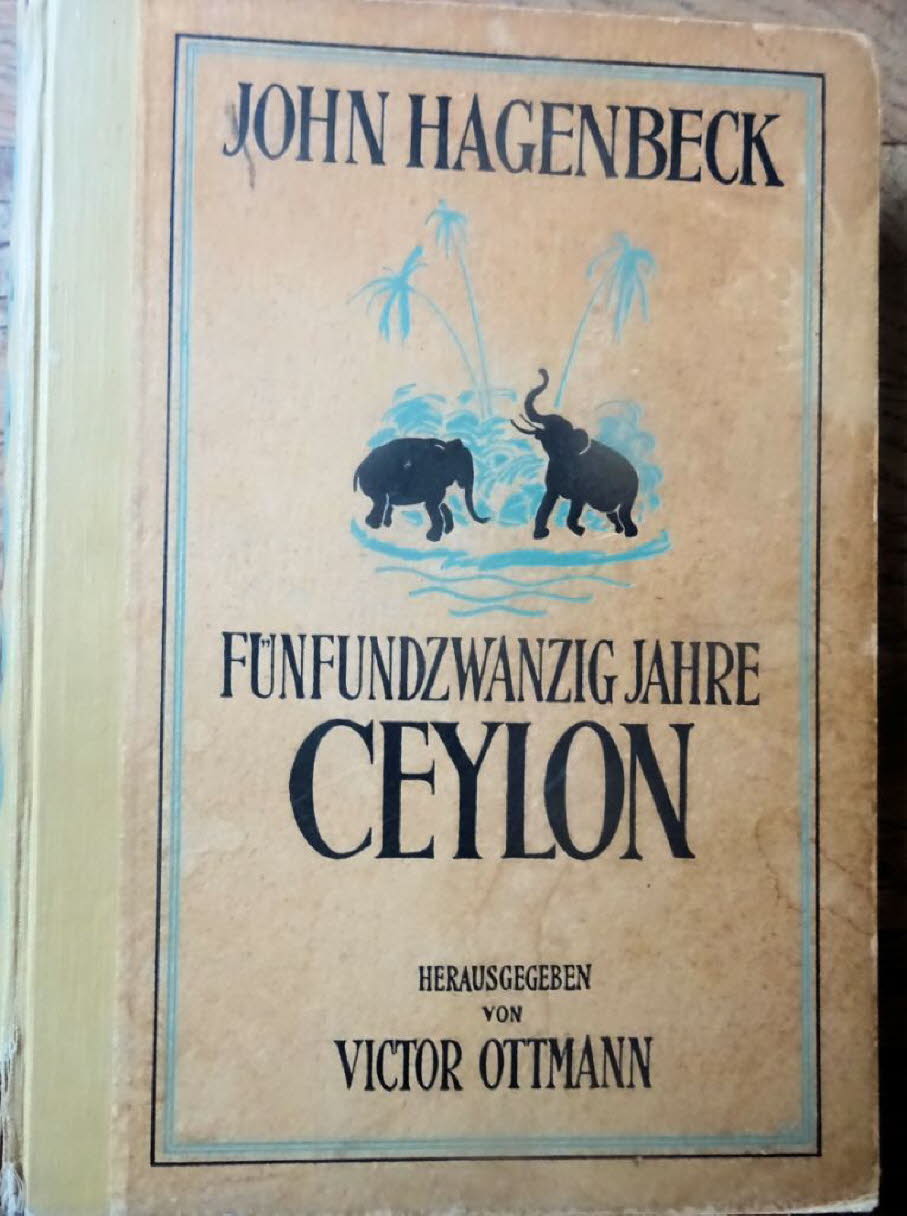 JOHN HAGENBECK
FÜNFUNDZWANZIG JAHRE
CEYLON
HERAUSGEGEBEN
VON
VICTOR OTTMANN